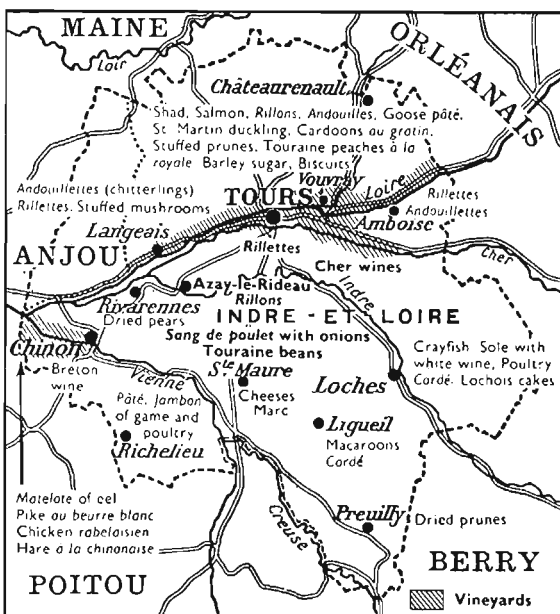 MAINE
Loir
ORLÉANAIS
Châteaurenault
Shad, Salmon, Rillons, Andouilles, Goose pâté,
St Martin duckling, Cardoons au gratin,
Stuffed prunes, Touraine peaches à la
royale Barley sugar, Biscuits
Vouvray
Loire
TOURS
Andouillettes (chitterlings)
Rillettes. Stuffed mushrooms
Rillettes
Andouillettes
Amboise
Langeais
ANJOU
Rillettes
Cher wines
Cher
Azay-le-Rideau
Rillons
Indre
Rivarennes
Dried pears
INDRE-ET-LOIRE
Sang de poulet with onions
Touraine beans
Chinon
Breton
wine
Vienne
Ste Maure
Cheeses
Marc
Loches
Crayfish. Sole with
white wine, Poultry
Cordé. Lochois cakes
Pâté, Jambon
of game and
poultry
Richelieu
Ligueil
Macaroons
Cordé
Matelote of eel
Pike au beurre blanc
Chicken rabelaisien
Hare à la chinonaise
Creuse
Preuilly
Dried prunes
POITOU
BERRY
Vineyards